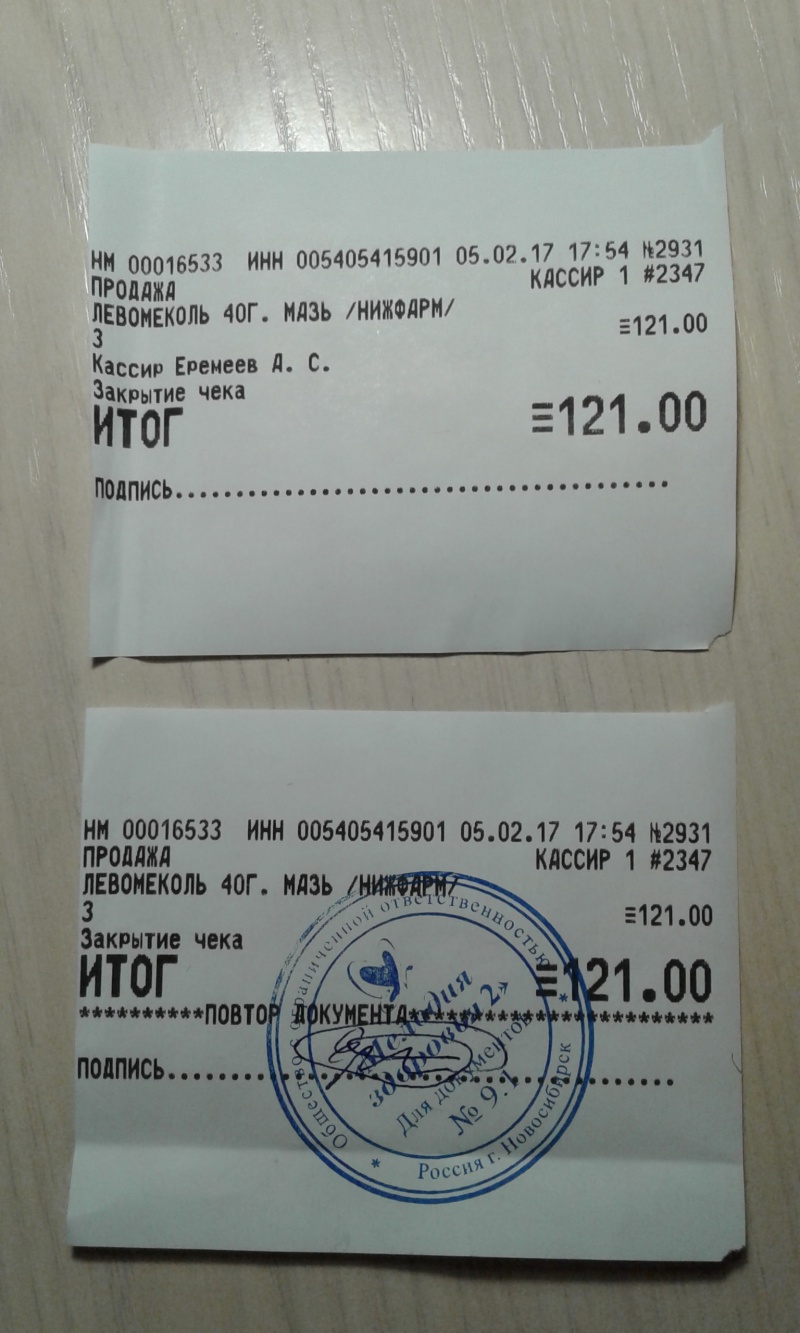 НМ 00016533 ИНН 005405415901 05.02.17 17:54 №2931
ПРОДАЖА КАССИР 1 #2347
ЛЕВОМЕКОЛЬ 40Г. МАЗЬ /НИЖФАРМ/
3 ≡121.00
Кассир Еремеев А. С.
Закрытие чека
ИТОГ ≡121.00
ПОДПИСЬ.......................................
НМ 00016533 ИНН 005405415901 05.02.17 17:54 №2931
ПРОДАЖА КАССИР 1 #2347
ЛЕВОМЕКОЛЬ 40Г. МАЗЬ /НИЖФАРМ/
3 ≡121.00
Закрытие чека
ИТОГ ≡121.00
**********ПОВТОР ДОКУМЕНТА************************
ПОДПИСЬ.......................................
Общество с ограниченной ответственностью
* Россия г. Новосибирск *
«Мелодия
здоровья 2»
Для документов
№ 9.1